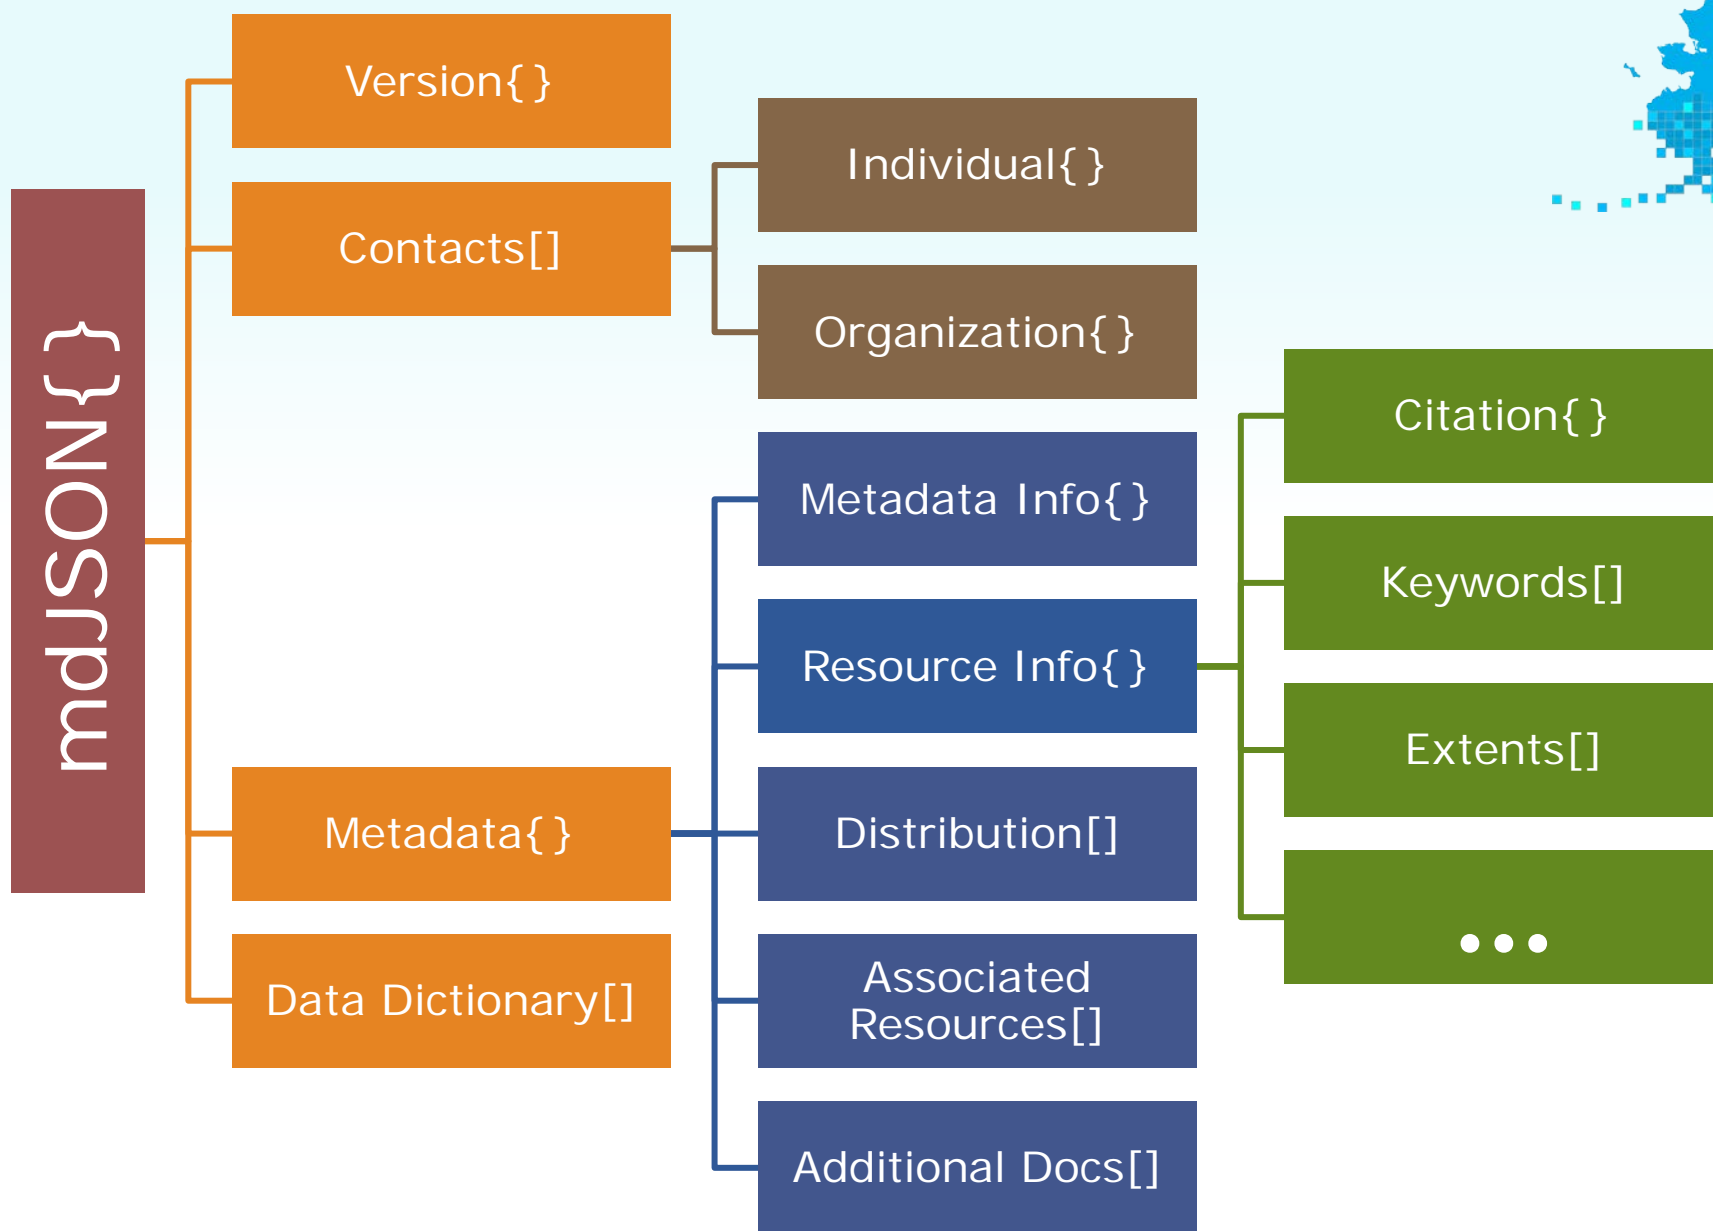 mdJSON{}
Version{}
Contacts[]
Individual{}
Organization{}
Metadata{}
Metadata Info{}
Resource Info{}
Citation{}
Keywords[]
Extents[]
...
Distribution[]
Associated
Resources[]
Additional Docs[]
Data Dictionary[]